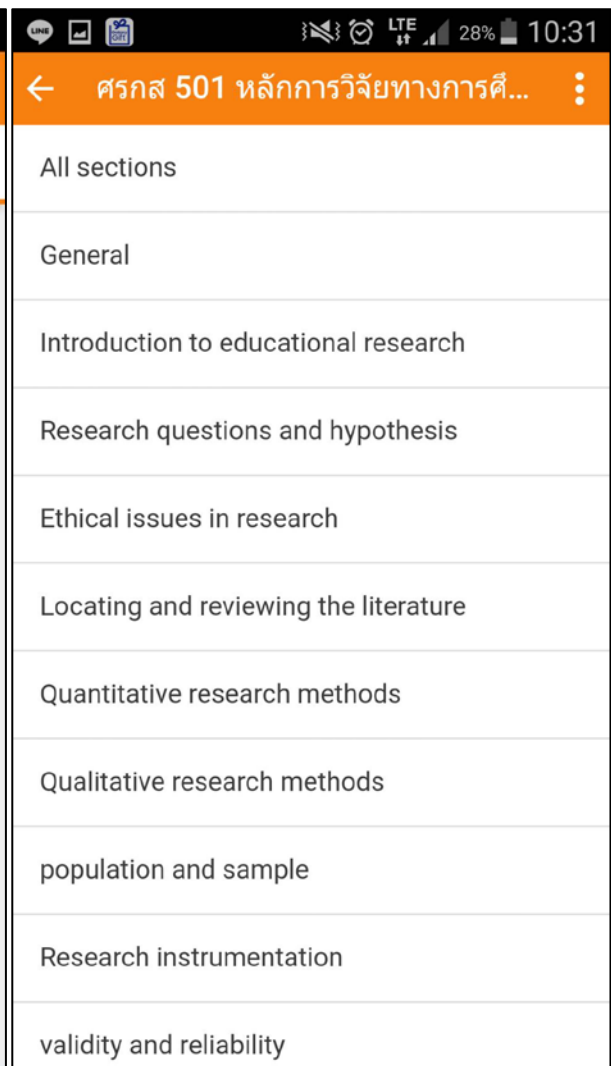 LINE
Gift
LTE
28%
10:31
ศรกส 501 หลักการวิจัยทางการศึ...
All sections
General
Introduction to educational research
Research questions and hypothesis
Ethical issues in research
Locating and reviewing the literature
Quantitative research methods
Qualitative research methods
population and sample
Research instrumentation
validity and reliability